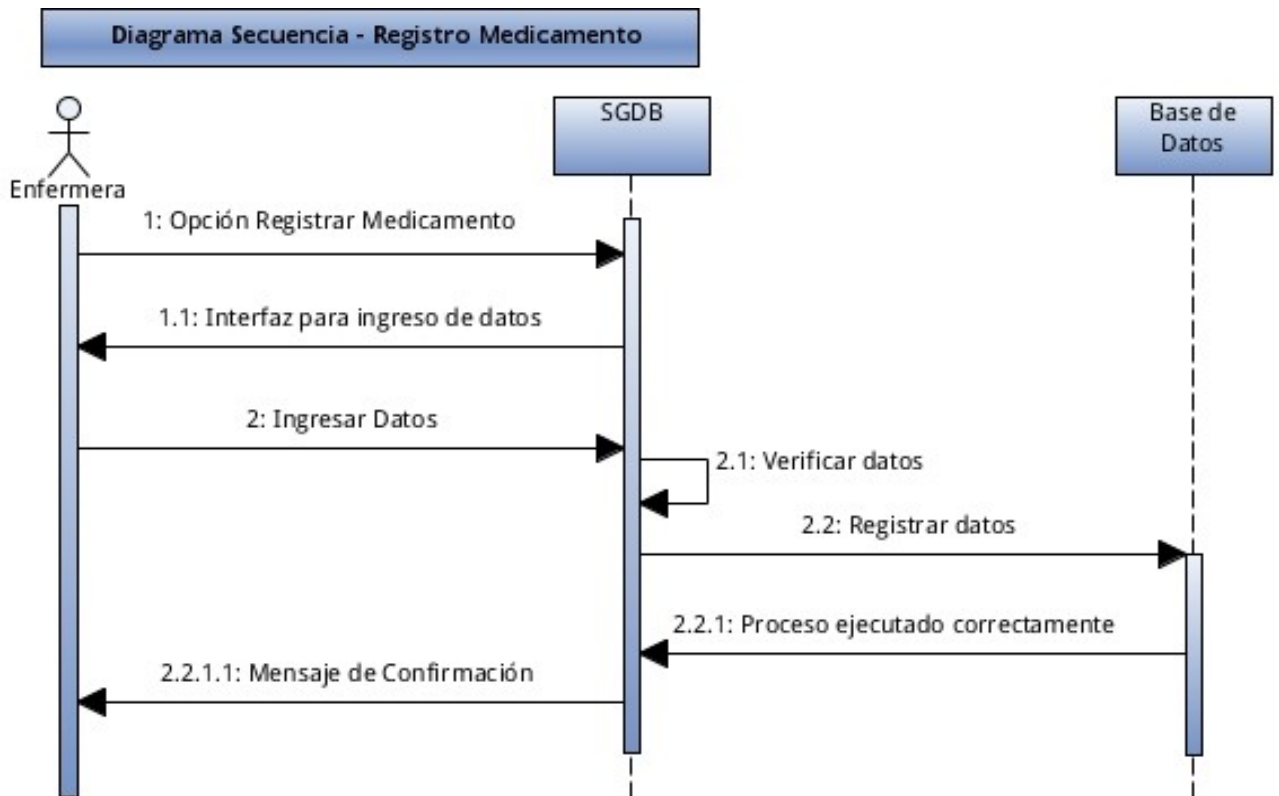 Diagrama Secuencia - Registro Medicamento
SGDB
Base de
Datos
Enfermera
1: Opción Registrar Medicamento
1.1: Interfaz para ingreso de datos
2: Ingresar Datos
2.1: Verificar datos
2.2: Registrar datos
2.2.1: Proceso ejecutado correctamente
2.2.1.1: Mensaje de Confirmación